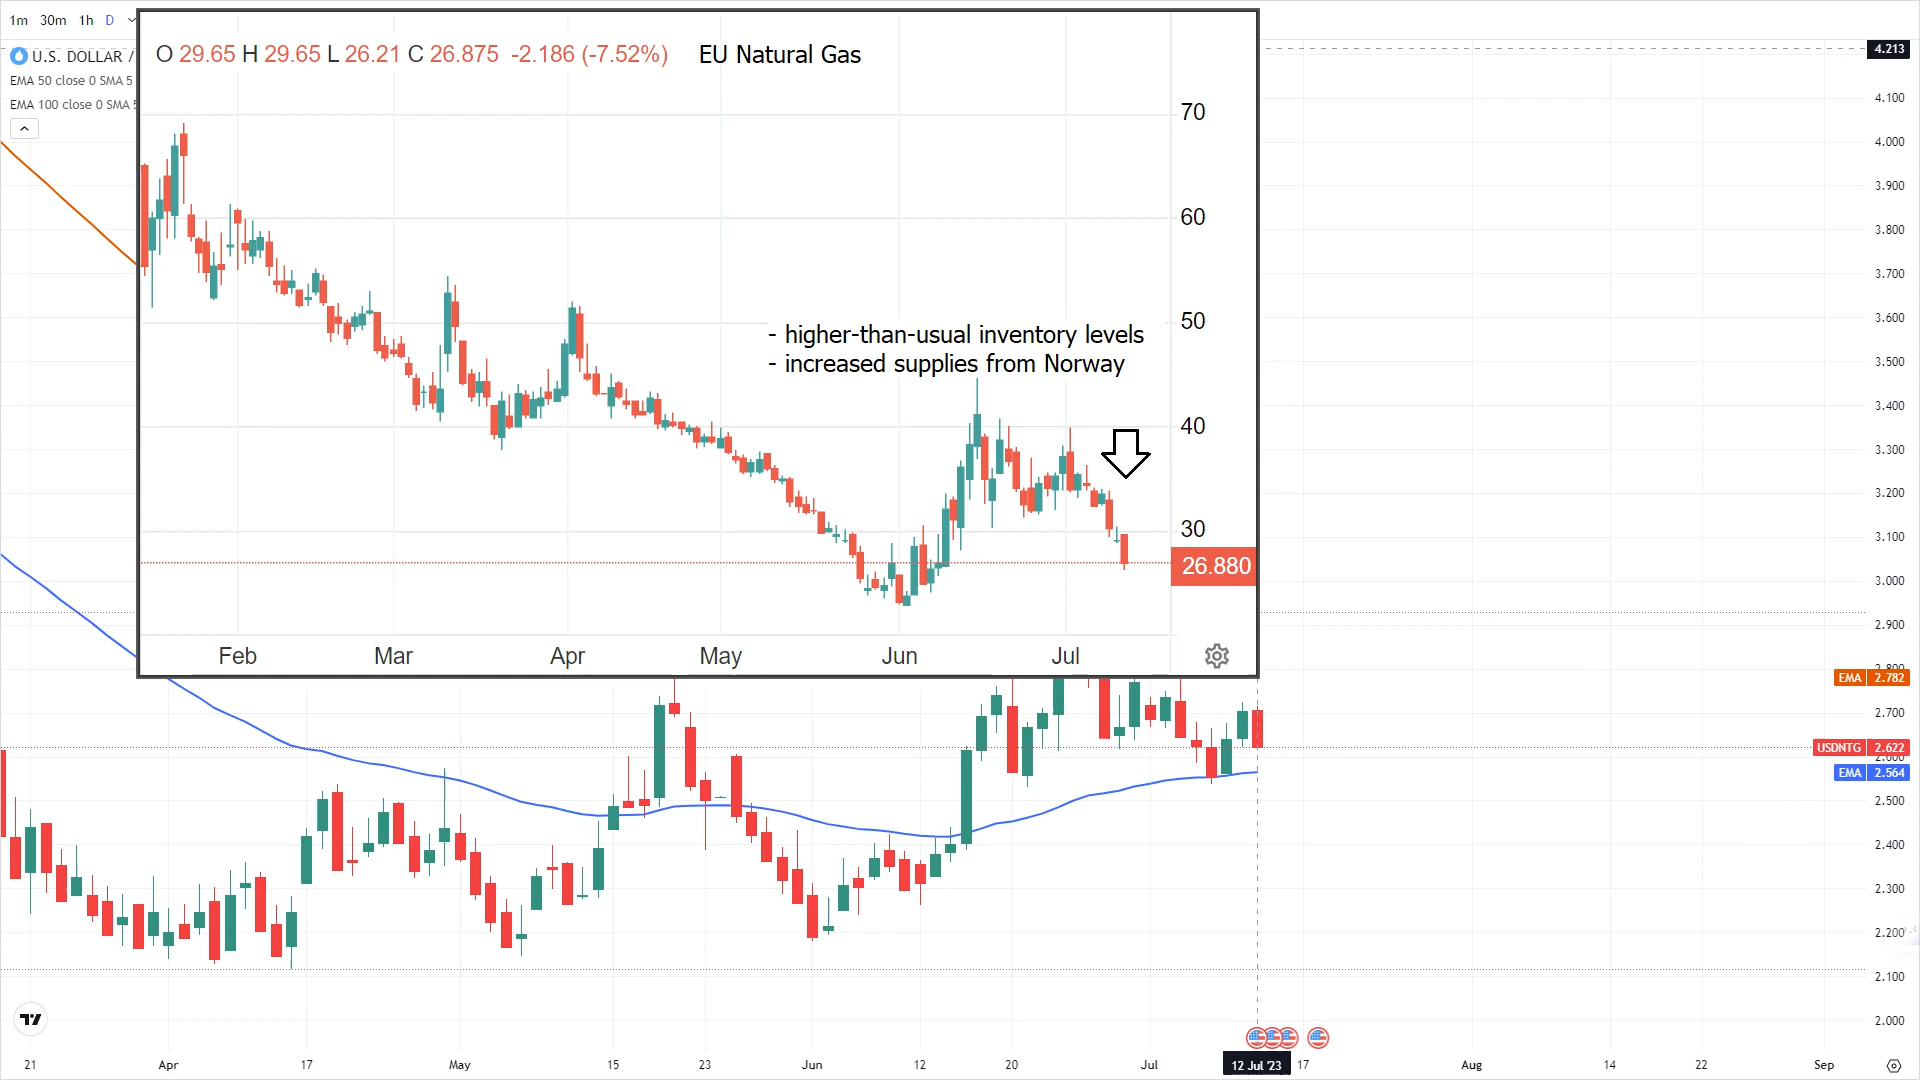 1m 30m 1h D
O 29.65 H 29.65 L 26.21 C 26.875 -2.186 (-7.52%) EU Natural Gas
U.S. DOLLAR /
EMA 50 close 0 SMA 5
EMA 100 close 0 SMA 5
70
60
50
40
30
26.880
- higher-than-usual inventory levels
- increased supplies from Norway
Feb Mar Apr May Jun Jul
4.213
4.100
4.000
3.900
3.800
3.700
3.600
3.500
3.400
3.300
3.200
3.100
3.000
2.900
2.800
EMA 2.782
2.700
USDNTG 2.622
2.600
EMA 2.564
2.500
2.400
2.300
2.200
2.100
2.000
21 Apr 17 May 15 23 Jun 12 20 Jul 12 Jul '23 17 Aug 14 22 Sep